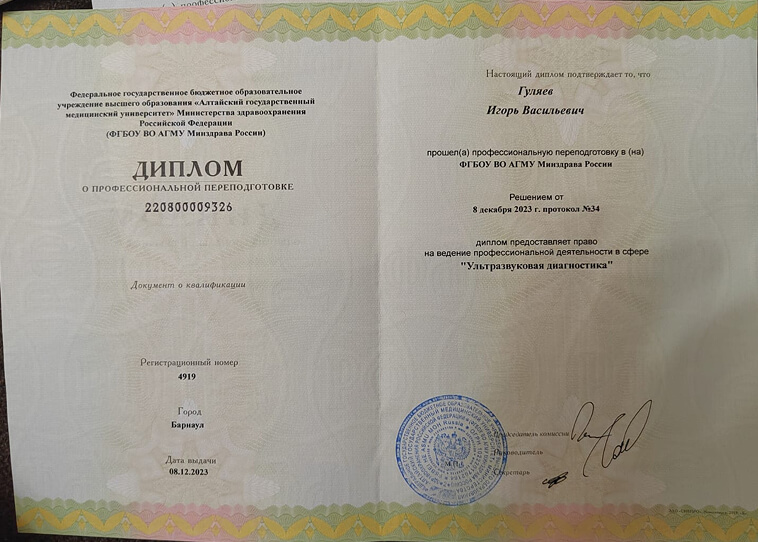 Федеральное государственное бюджетное образовательное
учреждение высшего образования «Алтайский государственный
медицинский университет» Министерства здравоохранения
Российской Федерации
(ФГБОУ ВО АГМУ Минздрава России)
ДИПЛОМ
О ПРОФЕССИОНАЛЬНОЙ ПЕРЕПОДГОТОВКЕ
220800009326
Документ о квалификации
Регистрационный номер
4919
Город
Барнаул
Дата выдачи
08.12.2023
Настоящий диплом подтверждает то, что
Гуляев
Игорь Васильевич
прошел(а) профессиональную переподготовку в (на)
ФГБОУ ВО АГМУ Минздрава России
Решением от
8 декабря 2023 г. протокол №34
диплом предоставляет право
на ведение профессиональной деятельности в сфере
"Ультразвуковая диагностика"
Председатель комиссии
Руководитель
Секретарь
М.П.